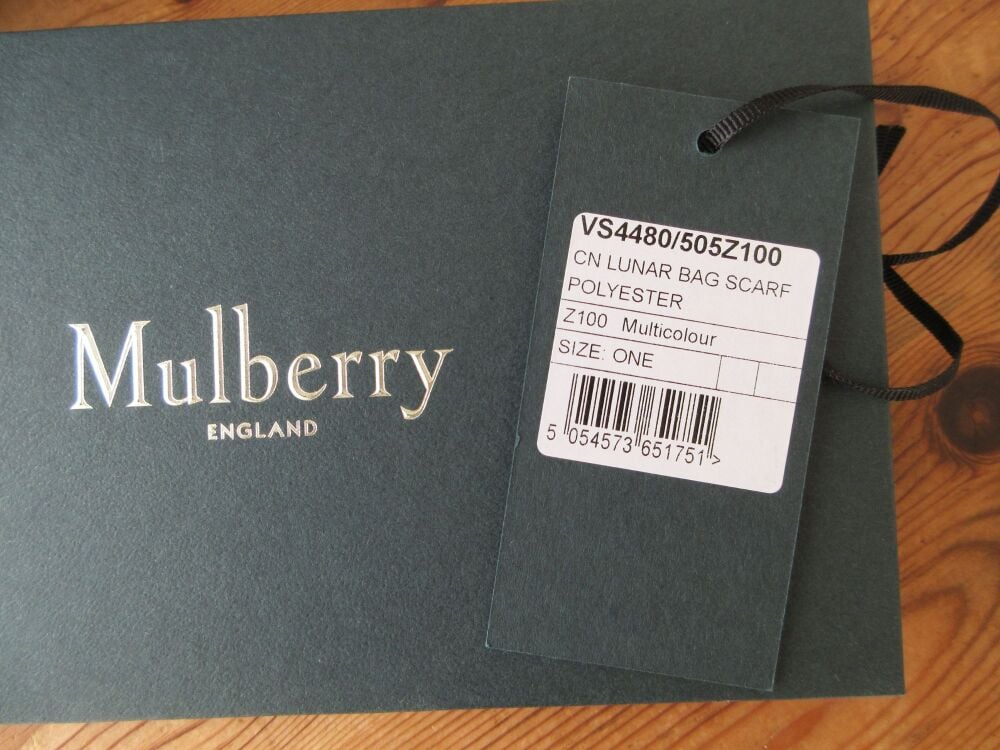 Mulberry
ENGLAND
VS4480/505Z100
CN LUNAR BAG SCARF
POLYESTER
Z100 Multicolour
SIZE: ONE
5 054573 651751 >